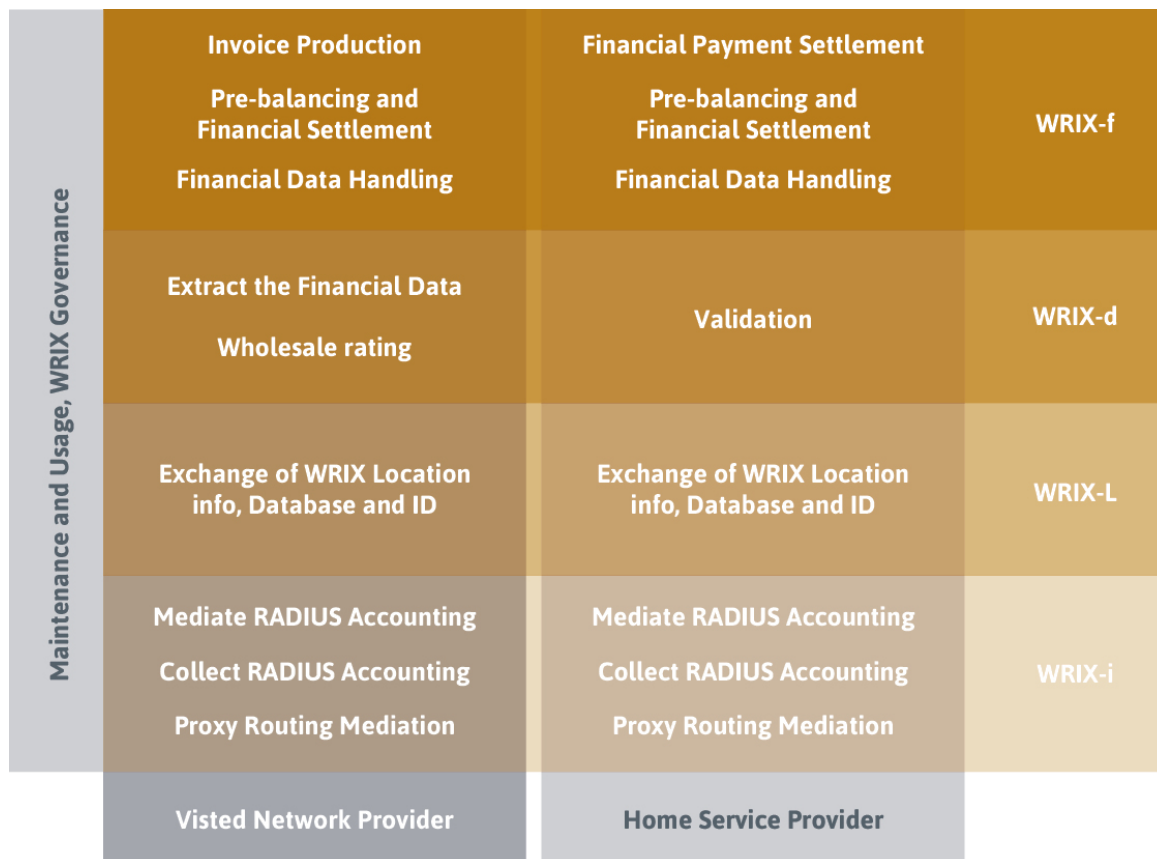 Maintenance and Usage, WRIX Governance
Invoice Production
Pre-balancing and
Financial Settlement
Financial Data Handling
Financial Payment Settlement
Pre-balancing and
Financial Settlement
Financial Data Handling
WRIX-f
Extract the Financial Data
Wholesale rating
Validation
WRIX-d
Exchange of WRIX Location
info, Database and ID
Exchange of WRIX Location
info, Database and ID
WRIX-L
Mediate RADIUS Accounting
Collect RADIUS Accounting
Proxy Routing Mediation
Mediate RADIUS Accounting
Collect RADIUS Accounting
Proxy Routing Mediation
WRIX-i
Visted Network Provider
Home Service Provider